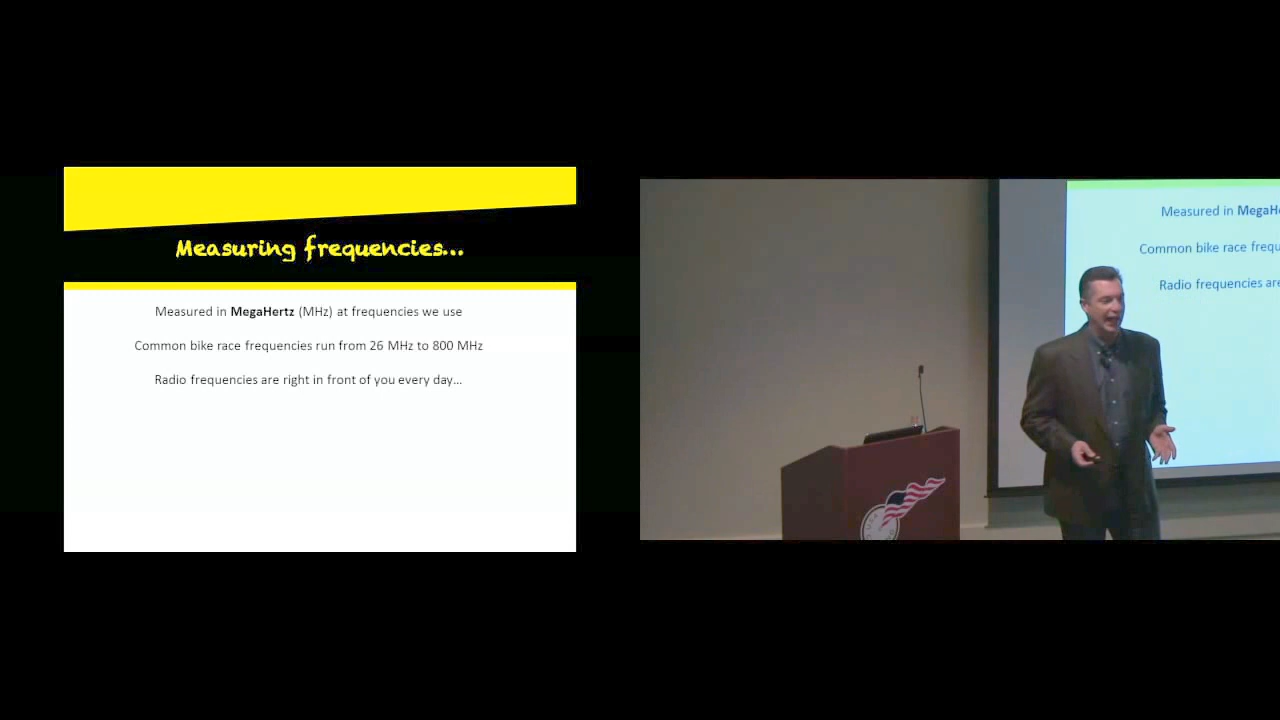 Measuring frequencies...
Measured in MegaHertz (MHz) at frequencies we use
Common bike race frequencies run from 26 MHz to 800 MHz
Radio frequencies are right in front of you every day...
Measured in MegaH
Common bike race frequ
Radio frequencies are
USA